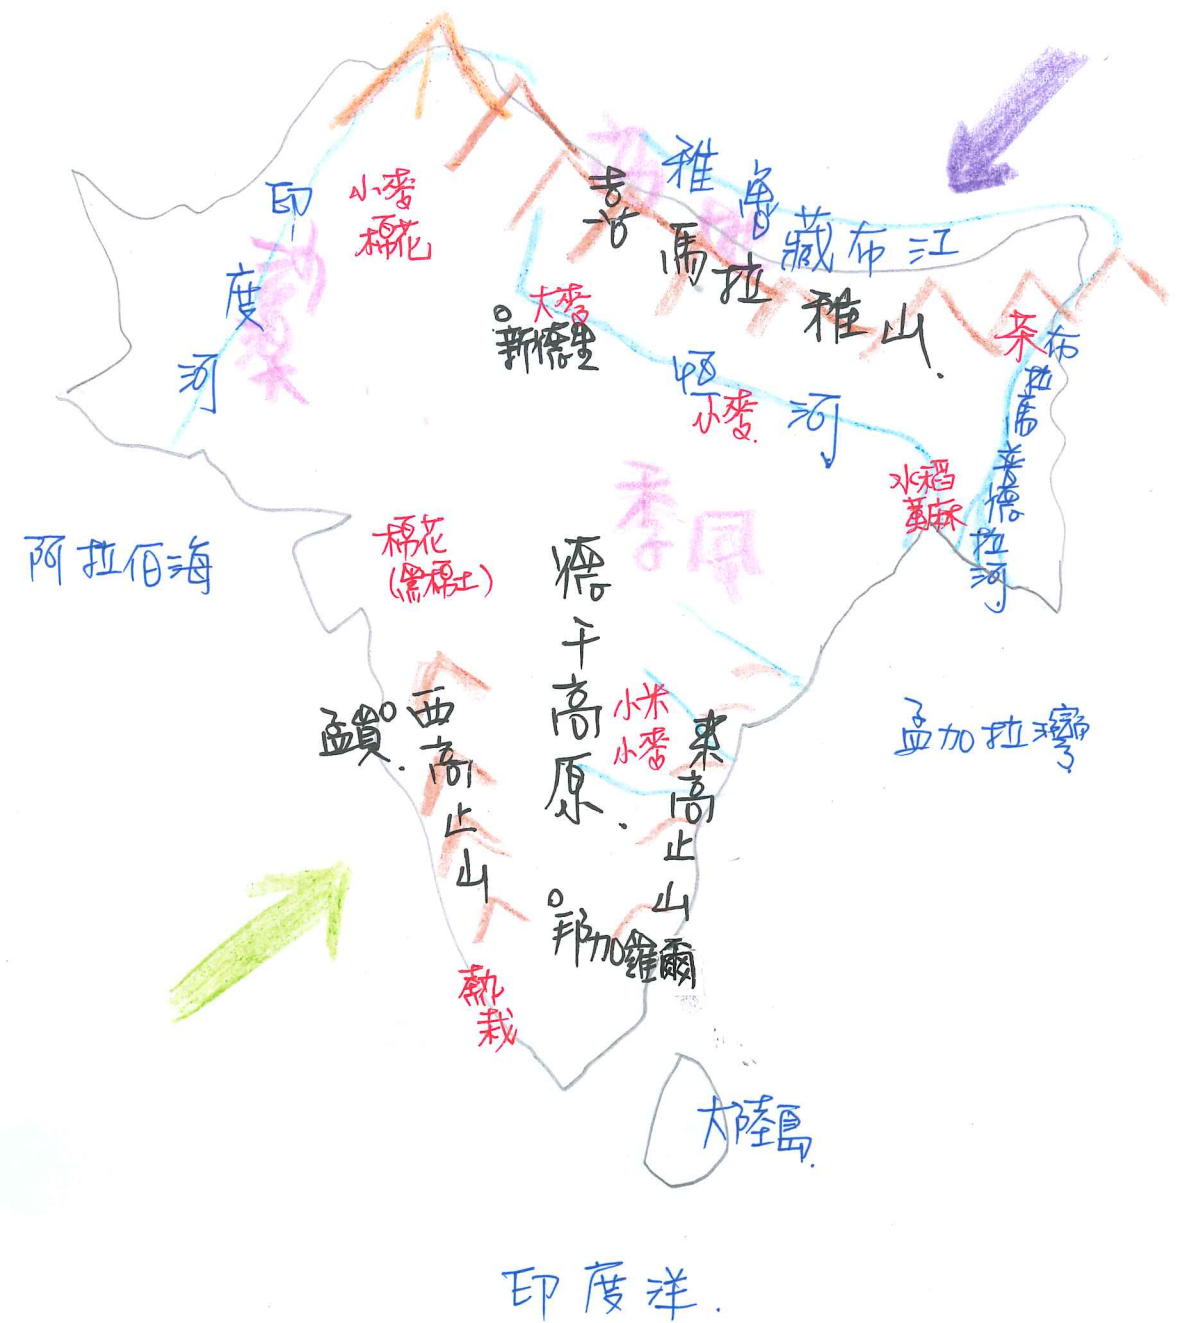 雅魯藏布江
喜馬拉雅山
印度河
小麥
棉花
大麥
新德里
恆河
小麥
茶
布拉馬普德拉河
水稻
黃麻
季風
阿拉伯海
棉花
(黑棉土)
德干高原
孟買
西高止山
小米
小麥
東高止山
孟加拉灣
邦加羅爾
熱栽
大陸島
印度洋